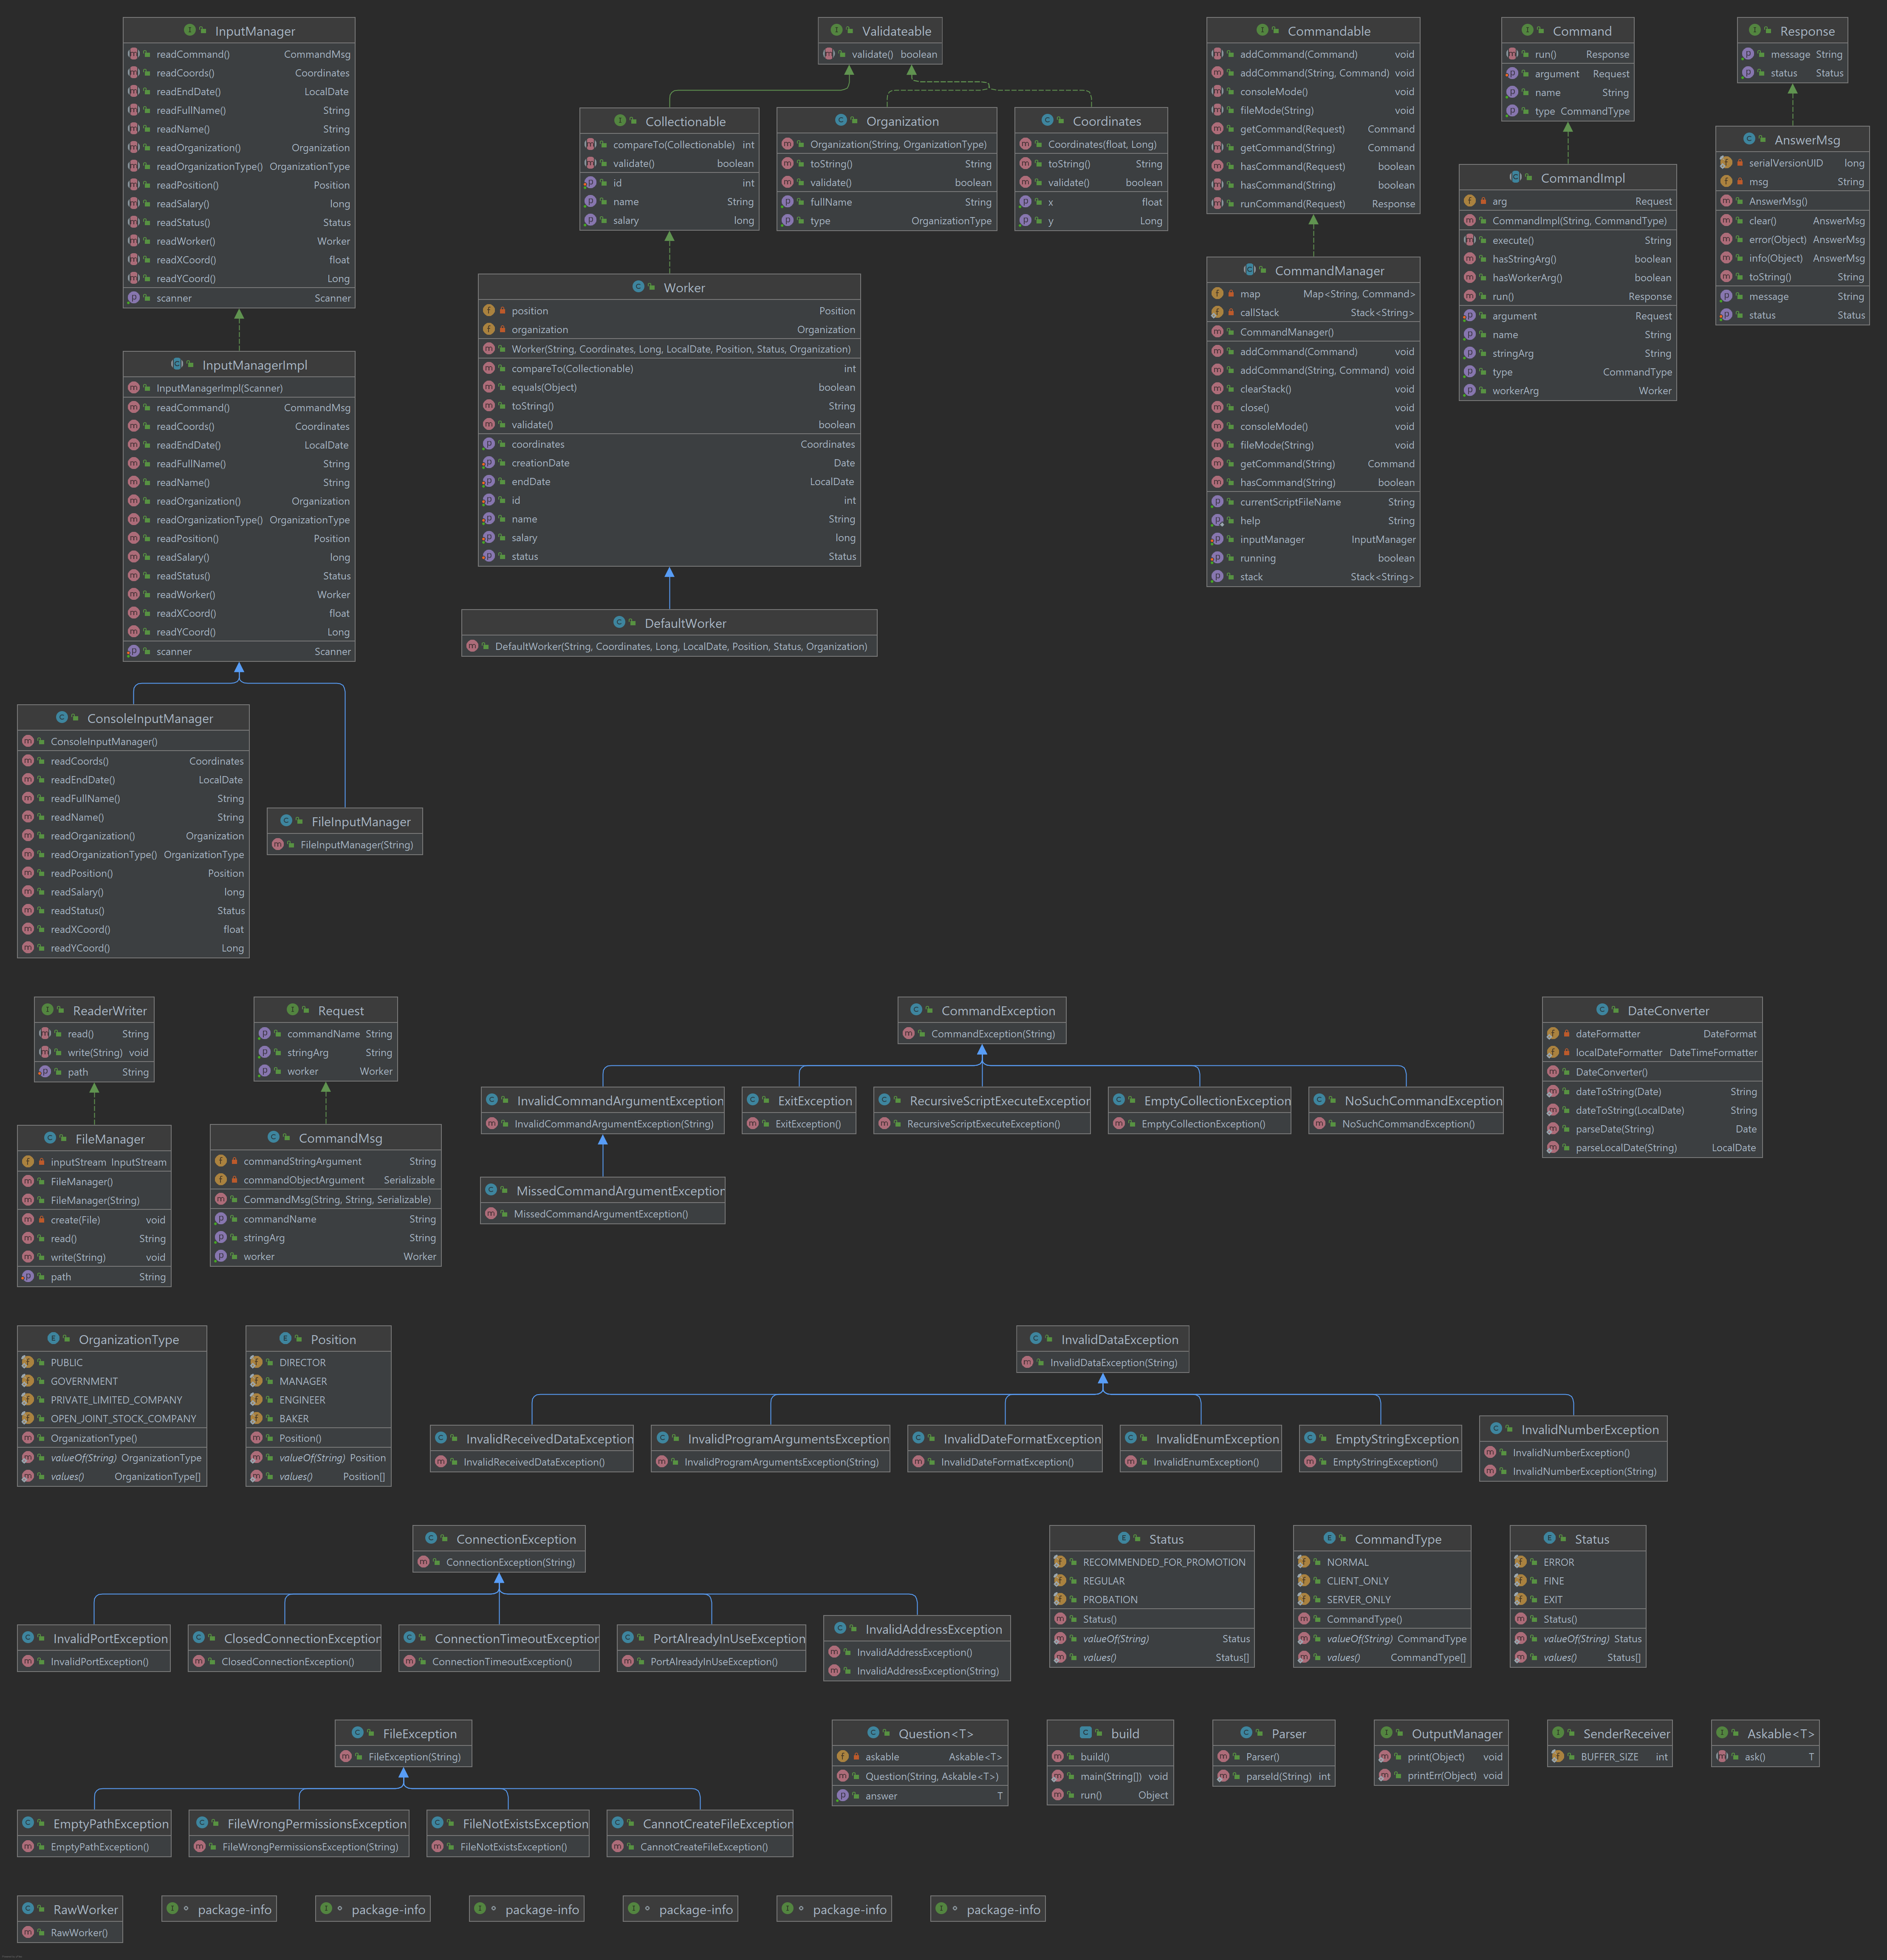 InputManager
readCommand() CommandMsg
readCoords() Coordinates
readEndDate() LocalDate
readFullName() String
readName() String
readOrganization() Organization
readOrganizationType() OrganizationType
readPosition() Position
readSalary() long
readStatus() Status
readWorker() Worker
readXCoord() float
readYCoord() Long
scanner Scanner
InputManagerImpl
InputManagerImpl(Scanner)
readCommand() CommandMsg
readCoords() Coordinates
readEndDate() LocalDate
readFullName() String
readName() String
readOrganization() Organization
readOrganizationType() OrganizationType
readPosition() Position
readSalary() long
readStatus() Status
readWorker() Worker
readXCoord() float
readYCoord() Long
scanner Scanner
ConsoleInputManager
ConsoleInputManager()
readCoords() Coordinates
readEndDate() LocalDate
readFullName() String
readName() String
readOrganization() Organization
readOrganizationType() OrganizationType
readPosition() Position
readSalary() long
readStatus() Status
readXCoord() float
readYCoord() Long
FileInputManager
FileInputManager(String)
Validateable
validate() boolean
Collectionable
compareTo(Collectionable) int
validate() boolean
id int
name String
salary long
Organization
Organization(String, OrganizationType)
toString() String
validate() boolean
fullName String
type OrganizationType
Coordinates
Coordinates(float, Long)
toString() String
validate() boolean
x float
y Long
Worker
position Position
organization Organization
Worker(String, Coordinates, Long, LocalDate, Position, Status, Organization)
compareTo(Collectionable) int
equals(Object) boolean
toString() String
validate() boolean
coordinates Coordinates
creationDate Date
endDate LocalDate
id int
name String
salary long
status Status
DefaultWorker
DefaultWorker(String, Coordinates, Long, LocalDate, Position, Status, Organization)
Commandable
addCommand(Command) void
addCommand(String, Command) void
consoleMode() void
fileMode(String) void
getCommand(Request) Command
getCommand(String) Command
hasCommand(Request) boolean
hasCommand(String) boolean
runCommand(Request) Response
CommandManager
map Map<String, Command>
callStack Stack<String>
CommandManager()
addCommand(Command) void
addCommand(String, Command) void
clearStack() void
close() void
consoleMode() void
fileMode(String) void
getCommand(String) Command
hasCommand(String) boolean
currentScriptFileName String
help String
inputManager InputManager
running boolean
stack Stack<String>
Command
run() Response
argument Request
name String
type CommandType
CommandImpl
arg Request
CommandImpl(String, CommandType)
execute() String
hasStringArg() boolean
hasWorkerArg() boolean
run() Response
argument Request
name String
stringArg String
type CommandType
workerArg Worker
Response
message String
status Status
AnswerMsg
serialVersionUID long
msg String
AnswerMsg()
clear() AnswerMsg
error(Object) AnswerMsg
info(Object) AnswerMsg
toString() String
message String
status Status
ReaderWriter
read() String
write(String) void
path String
FileManager
inputStream InputStream
FileManager()
FileManager(String)
create(File) void
read() String
write(String) void
path String
Request
commandName String
stringArg String
worker Worker
CommandMsg
commandStringArgument String
commandObjectArgument Serializable
CommandMsg(String, String, Serializable)
commandName String
stringArg String
worker Worker
CommandException
CommandException(String)
InvalidCommandArgumentException
InvalidCommandArgumentException(String)
ExitException
ExitException()
RecursiveScriptExecuteException
RecursiveScriptExecuteException()
EmptyCollectionException
EmptyCollectionException()
NoSuchCommandException
NoSuchCommandException()
MissedCommandArgumentException
MissedCommandArgumentException()
DateConverter
dateFormatter DateFormat
localDateFormatter DateTimeFormatter
DateConverter()
dateToString(Date) String
dateToString(LocalDate) String
parseDate(String) Date
parseLocalDate(String) LocalDate
OrganizationType
PUBLIC
GOVERNMENT
PRIVATE_LIMITED_COMPANY
OPEN_JOINT_STOCK_COMPANY
OrganizationType()
valueOf(String) OrganizationType
values() OrganizationType[]
Position
DIRECTOR
MANAGER
ENGINEER
BAKER
Position()
valueOf(String) Position
values() Position[]
InvalidDataException
InvalidDataException(String)
InvalidReceivedDataException
InvalidReceivedDataException()
InvalidProgramArgumentsException
InvalidProgramArgumentsException(String)
InvalidDateFormatException
InvalidDateFormatException()
InvalidEnumException
InvalidEnumException()
EmptyStringException
EmptyStringException()
InvalidNumberException
InvalidNumberException()
InvalidNumberException(String)
ConnectionException
ConnectionException(String)
InvalidPortException
InvalidPortException()
ClosedConnectionException
ClosedConnectionException()
ConnectionTimeoutException
ConnectionTimeoutException()
PortAlreadyInUseException
PortAlreadyInUseException()
InvalidAddressException
InvalidAddressException()
InvalidAddressException(String)
Status
RECOMMENDED_FOR_PROMOTION
REGULAR
PROBATION
Status()
valueOf(String) Status
values() Status[]
CommandType
NORMAL
CLIENT_ONLY
SERVER_ONLY
CommandType()
valueOf(String) CommandType
values() CommandType[]
Status
ERROR
FINE
EXIT
Status()
valueOf(String) Status
values() Status[]
FileException
FileException(String)
EmptyPathException
EmptyPathException()
FileWrongPermissionsException
FileWrongPermissionsException(String)
FileNotExistsException
FileNotExistsException()
CannotCreateFileException
CannotCreateFileException()
Question<T>
askable Askable<T>
Question(String, Askable<T>)
answer T
build
build()
main(String[]) void
run() Object
Parser
Parser()
parseId(String) int
OutputManager
print(Object) void
printErr(Object) void
SenderReceiver
BUFFER_SIZE int
Askable<T>
ask() T
RawWorker
RawWorker()
package-info
package-info
package-info
package-info
package-info
package-info